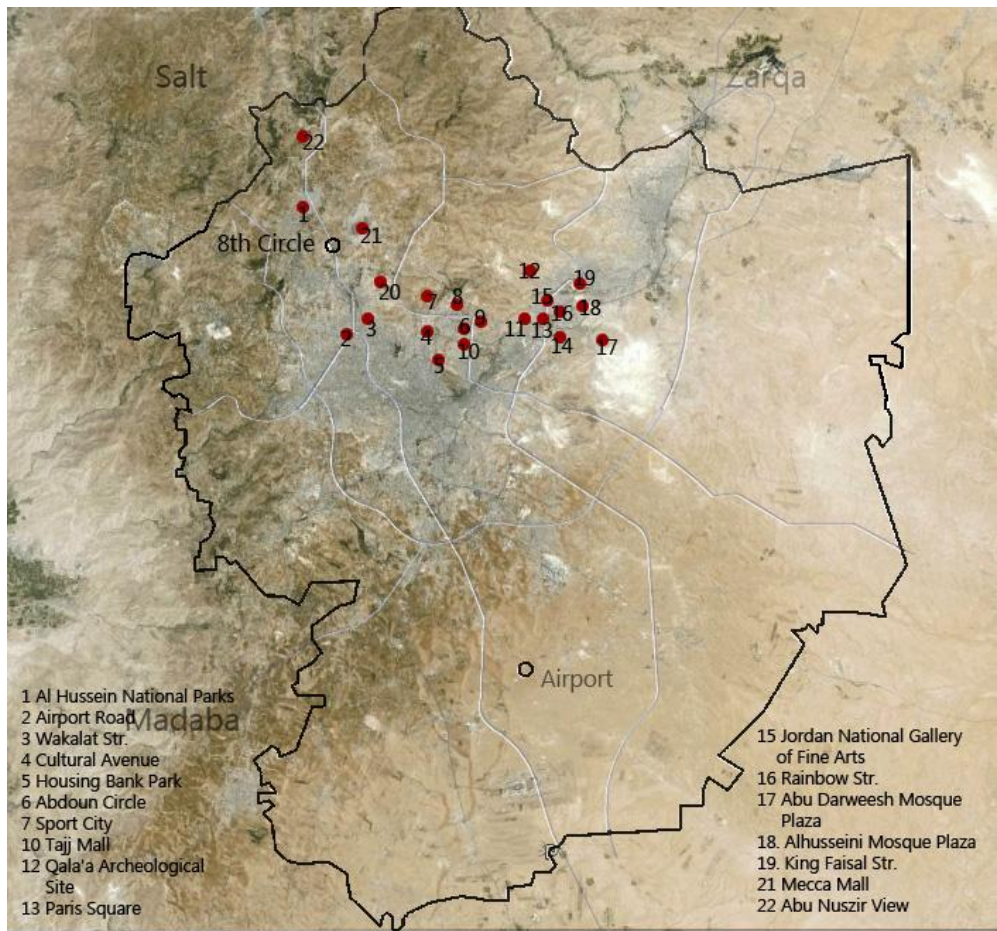 Salt
Zarqa
22
1
21
8th Circle
12
20
19
7
8
15
18
16
9
3
6
11
13
2
4
14
17
10
5
Airport
Madaba
1 Al Hussein National Parks
2 Airport Road
3 Wakalat Str.
4 Cultural Avenue
5 Housing Bank Park
6 Abdoun Circle
7 Sport City
10 Tajj Mall
12 Qala'a Archeological
Site
13 Paris Square
15 Jordan National Gallery
of Fine Arts
16 Rainbow Str.
17 Abu Darweesh Mosque
Plaza
18. Alhusseini Mosque Plaza
19. King Faisal Str.
21 Mecca Mall
22 Abu Nuszir View